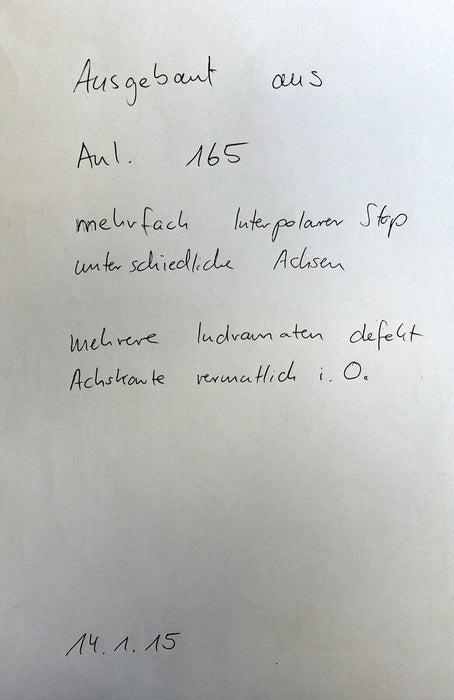 Ausgebaut aus
Anl. 165
mehrfach Interpolarer Stop
unterschiedliche Achsen
mehrere Indramaten defekt
Achskarte vermutlich i. O.
14. 1. 15